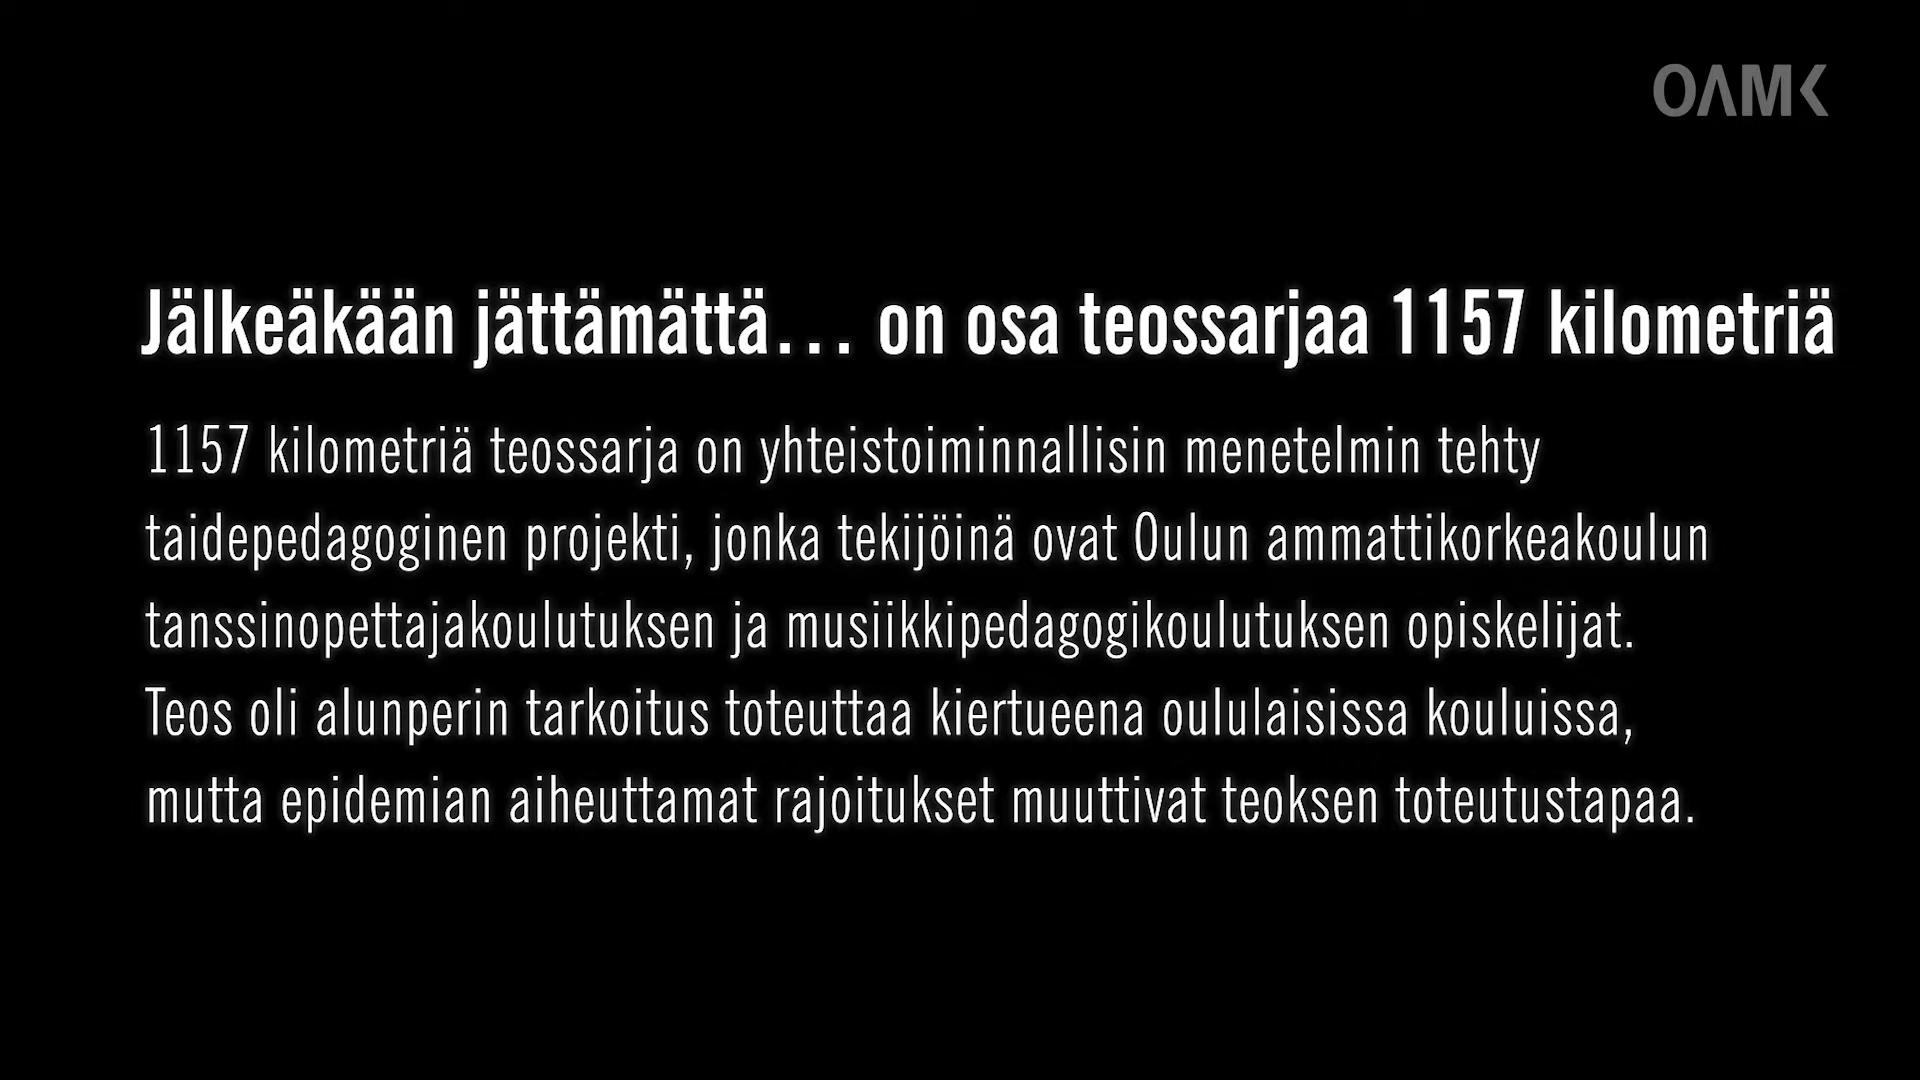 OAMK
Jälkeäkään jättämättä... on osa teossarjaa 1157 kilometriä
1157 kilometriä teossarja on yhteistoiminnallisin menetelmin tehty
taidepedagoginen projekti, jonka tekijöinä ovat Oulun ammattikorkeakoulun
tanssinopettajakoulutuksen ja musiikkipedagogikoulutuksen opiskelijat.
Teos oli alunperin tarkoitus toteuttaa kiertueena oululaisissa kouluissa,
mutta epidemian aiheuttamat rajoitukset muuttivat teoksen toteutustapaa.